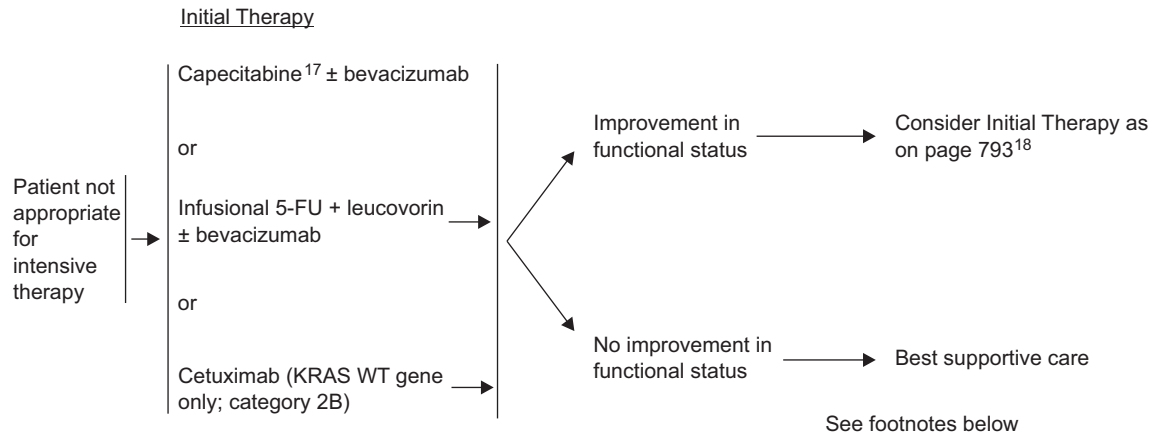 Initial Therapy
Patient not
appropriate
for
intensive
therapy
Capecitabine17 ± bevacizumab
or
Infusional 5-FU + leucovorin
± bevacizumab
or
Cetuximab (KRAS WT gene
only; category 2B)
Improvement in
functional status
Consider Initial Therapy as
on page 79318
No improvement in
functional status
Best supportive care
See footnotes below